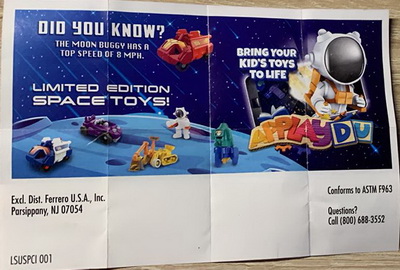 DID YOU KNOW?
THE MOON BUGGY HAS A
TOP SPEED OF 8 MPH.
LIMITED EDITION
SPACE TOYS!
BRING YOUR
KID'S TOYS
TO LIFE
APPLAYDU
Excl. Dist. Ferrero U.S.A., Inc.
Parsippany, NJ 07054
Conforms to ASTM F963
Questions?
Call (800) 688-3552
LSUSPCI 001